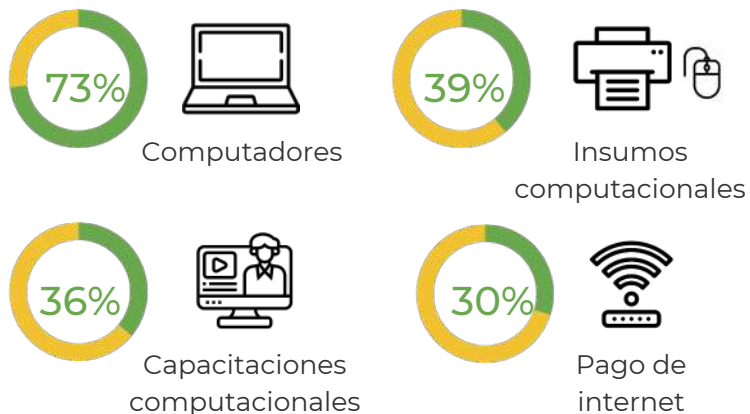 73%
Computadores
39%
Insumos
computacionales
36%
Capacitaciones
computacionales
30%
Pago de
internet